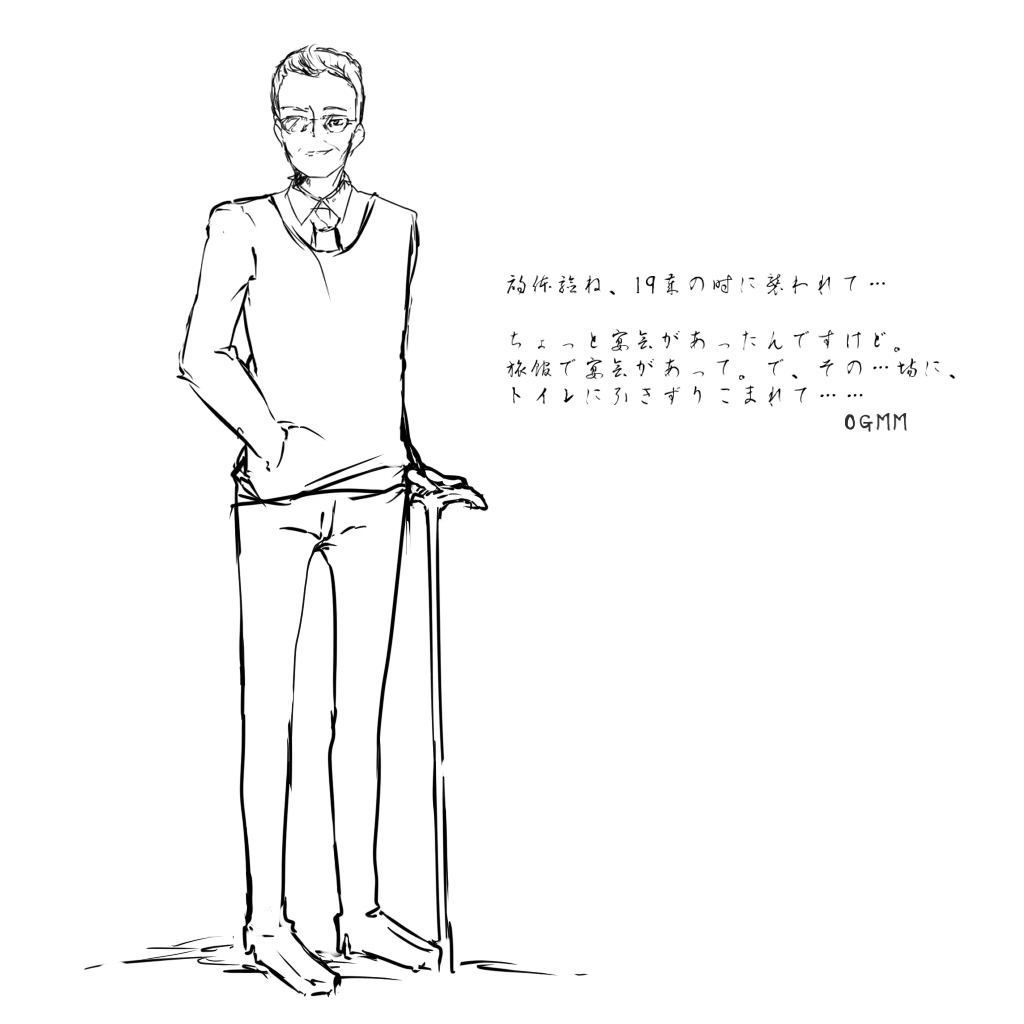 初体験ね、19歳の時に襲われて…
ちょっと宴会があったんですけど。
旅館で宴会があって。で、その…場に、
トイレに引きずりこまれて……
OGMM